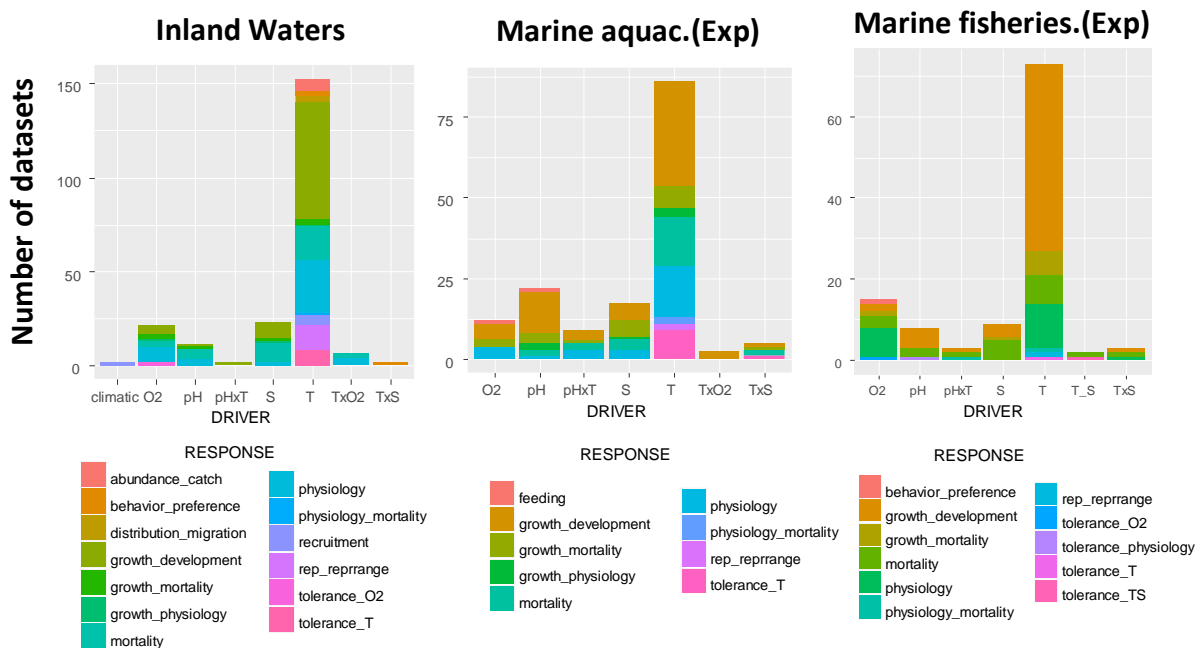 Inland Waters
Marine aquac.(Exp)
Marine fisheries.(Exp)
Number of datasets
150
100
50
0
climatic O2 pH pHxT S T TxO2 TxS
DRIVER
75
50
25
0
O2 pH pHxT S T TxO2 TxS
DRIVER
60
40
20
0
O2 pH pHxT S T T_S TxS
DRIVER
RESPONSE
abundance_catch
behavior_preference
distribution_migration
growth_development
growth_mortality
growth_physiology
mortality
physiology
physiology_mortality
recruitment
rep_reprrange
tolerance_O2
tolerance_T
RESPONSE
feeding
growth_development
growth_mortality
growth_physiology
mortality
physiology
physiology_mortality
rep_reprrange
tolerance_T
RESPONSE
behavior_preference
growth_development
growth_mortality
mortality
physiology
physiology_mortality
rep_reprrange
tolerance_O2
tolerance_physiology
tolerance_T
tolerance_TS